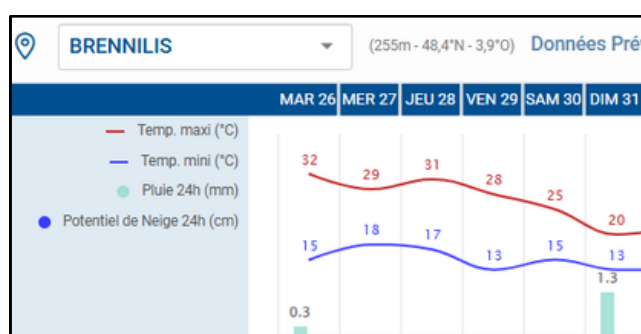 BRENNILIS (255m - 48,4°N - 3,9°O) Données Pré
MAR 26 MER 27 JEU 28 VEN 29 SAM 30 DIM 31
Temp. maxi (°C)
Temp. mini (°C)
Pluie 24h (mm)
Potentiel de Neige 24h (cm)
32 29 31 28 25 20
15 18 17 13 15 13
0.3 1.3